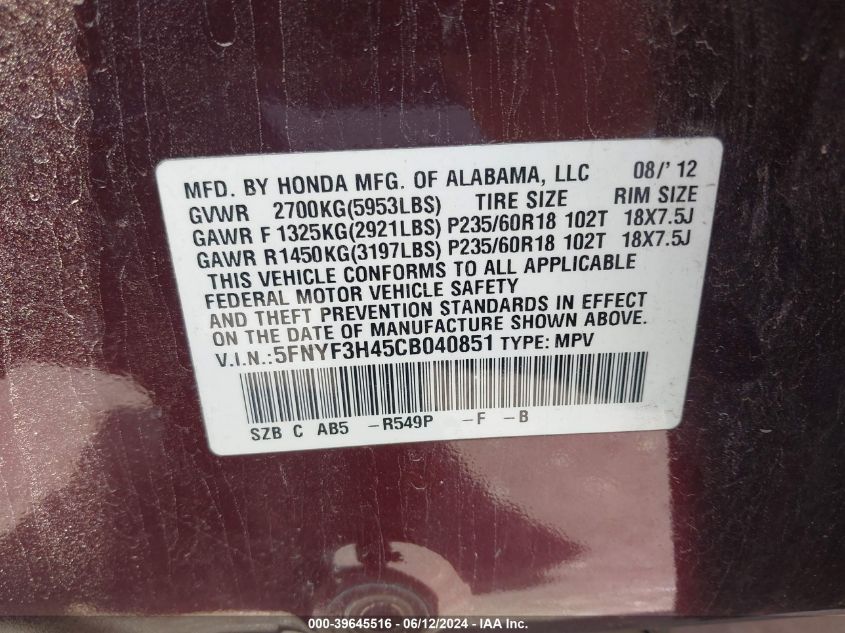 MFD. BY HONDA MFG. OF ALABAMA, LLC 08/' 12
GVWR 2700KG(5953LBS) TIRE SIZE RIM SIZE
GAWR F 1325KG(2921LBS) P235/60R18 102T 18X7.5J
GAWR R1450KG(3197LBS) P235/60R18 102T 18X7.5J
THIS VEHICLE CONFORMS TO ALL APPLICABLE
FEDERAL MOTOR VEHICLE SAFETY
AND THEFT PREVENTION STANDARDS IN EFFECT
ON THE DATE OF MANUFACTURE SHOWN ABOVE.
V.I.N.:5FNYF3H45CB040851 TYPE: MPV
SZB C AB5 -R549P -F -B
000-39645516 - 06/12/2024 - IAA Inc.